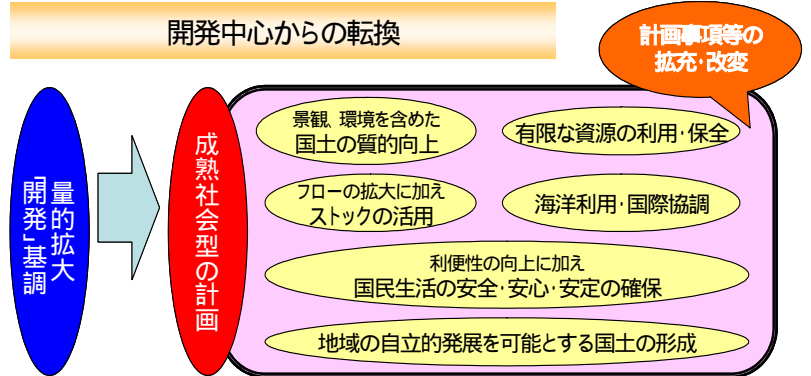 開発中心からの転換
計画事項等の
拡充･改変
量的拡大
「開発」基調
成熟社会型の計画
景観、環境を含めた
国土の質的向上
有限な資源の利用･保全
フローの拡大に加え
ストックの活用
海洋利用･国際協調
利便性の向上に加え
国民生活の安全･安心･安定の確保
地域の自立的発展を可能とする国土の形成